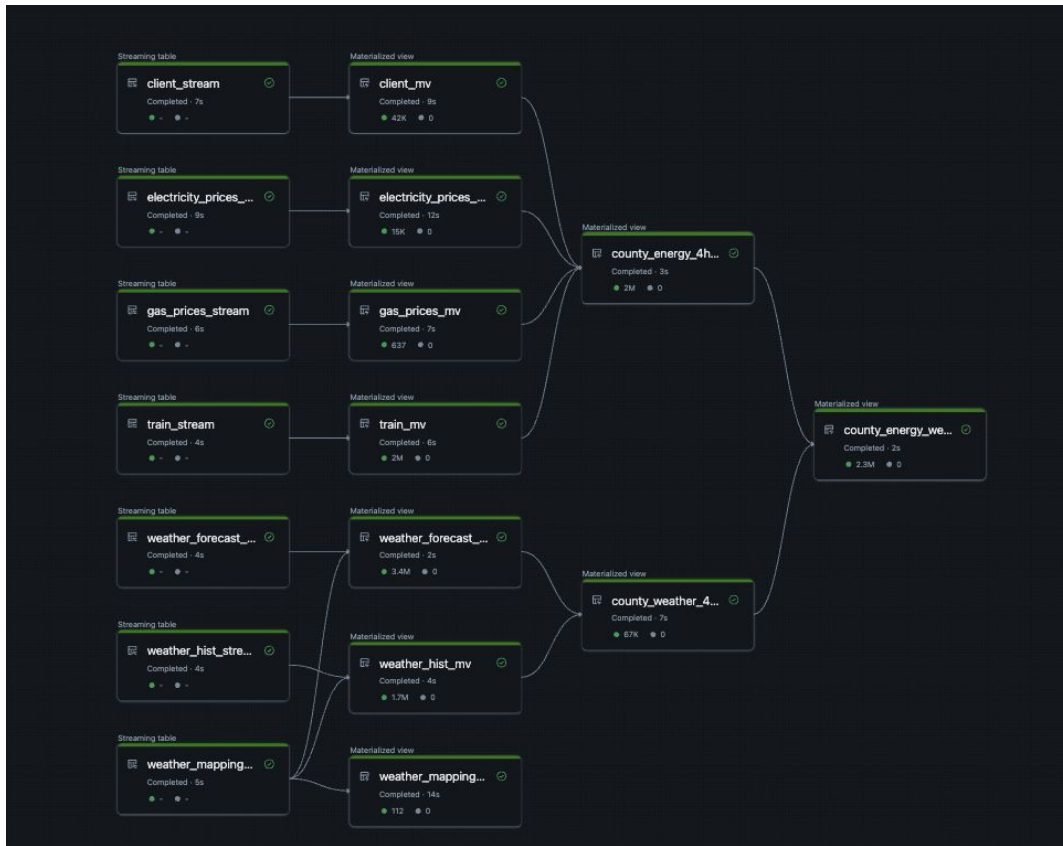 Streaming table
client_stream
Completed · 7s
- -
Materialized view
client_mv
Completed · 9s
42K 0
Streaming table
electricity_prices_...
Completed · 9s
- -
Materialized view
electricity_prices_...
Completed · 12s
15K 0
Materialized view
county_energy_4h...
Completed · 3s
2M 0
Streaming table
gas_prices_stream
Completed · 6s
- -
Materialized view
gas_prices_mv
Completed · 7s
637 0
Streaming table
train_stream
Completed · 4s
- -
Materialized view
train_mv
Completed · 6s
2M 0
Materialized view
county_energy_we...
Completed · 2s
2.3M 0
Streaming table
weather_forecast_...
Completed · 4s
- -
Materialized view
weather_forecast_...
Completed · 2s
3.4M 0
Materialized view
county_weather_4...
Completed · 7s
67K 0
Streaming table
weather_hist_stre...
Completed · 4s
- -
Materialized view
weather_hist_mv
Completed · 4s
1.7M 0
Streaming table
weather_mapping...
Completed · 5s
- -
Materialized view
weather_mapping...
Completed · 14s
112 0